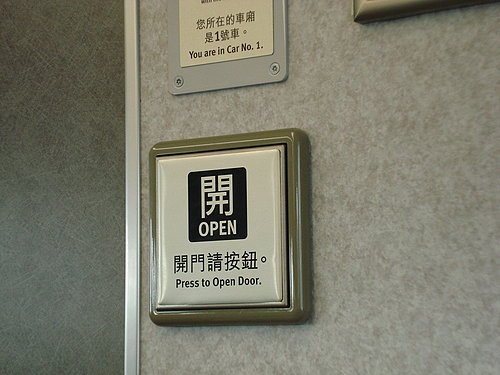 您所在的車廂
是1號車。
You are in Car No. 1.
開
OPEN
開門請按鈕。
Press to Open Door.